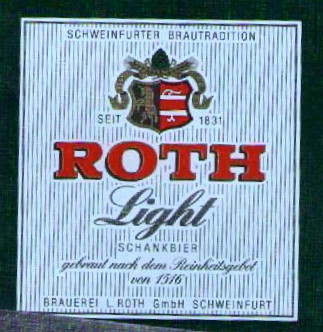 SCHWEINFURTER BRAUTRADITION
SEIT 1831
ROTH
Light
SCHANKBIER
gebraut nach dem Reinheitsgebot
von 1516
BRAUEREI L. ROTH GmbH SCHWEINFURT